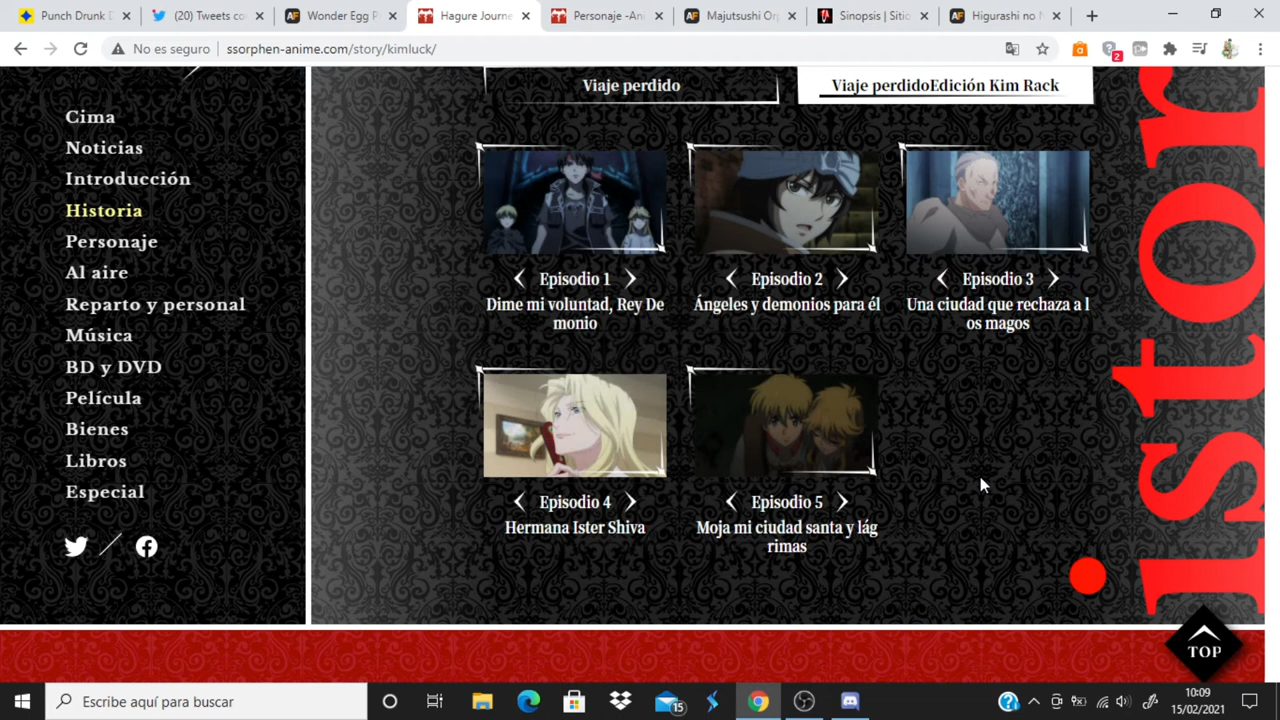 Punch Drunk D
(20) Tweets co
Wonder Egg P
Hagure Journe
Personaje -An
Majutsushi Orp
Sinopsis | Sitio
Higurashi no N
No es seguro
ssorphen-anime.com/story/kimluck/
2
Viaje perdido
Viaje perdidoEdición Kim Rack
Cima
Noticias
Introducción
Historia
Personaje
Al aire
Reparto y personal
Música
BD y DVD
Película
Bienes
Libros
Especial
Episodio 1
Dime mi voluntad, Rey De
monio
Episodio 2
Ángeles y demonios para él
Episodio 3
Una ciudad que rechaza a l
os magos
Episodio 4
Hermana Ister Shiva
Episodio 5
Moja mi ciudad santa y lág
rimas
istor
TOP
Escribe aquí para buscar
15
10:09
15/02/2021